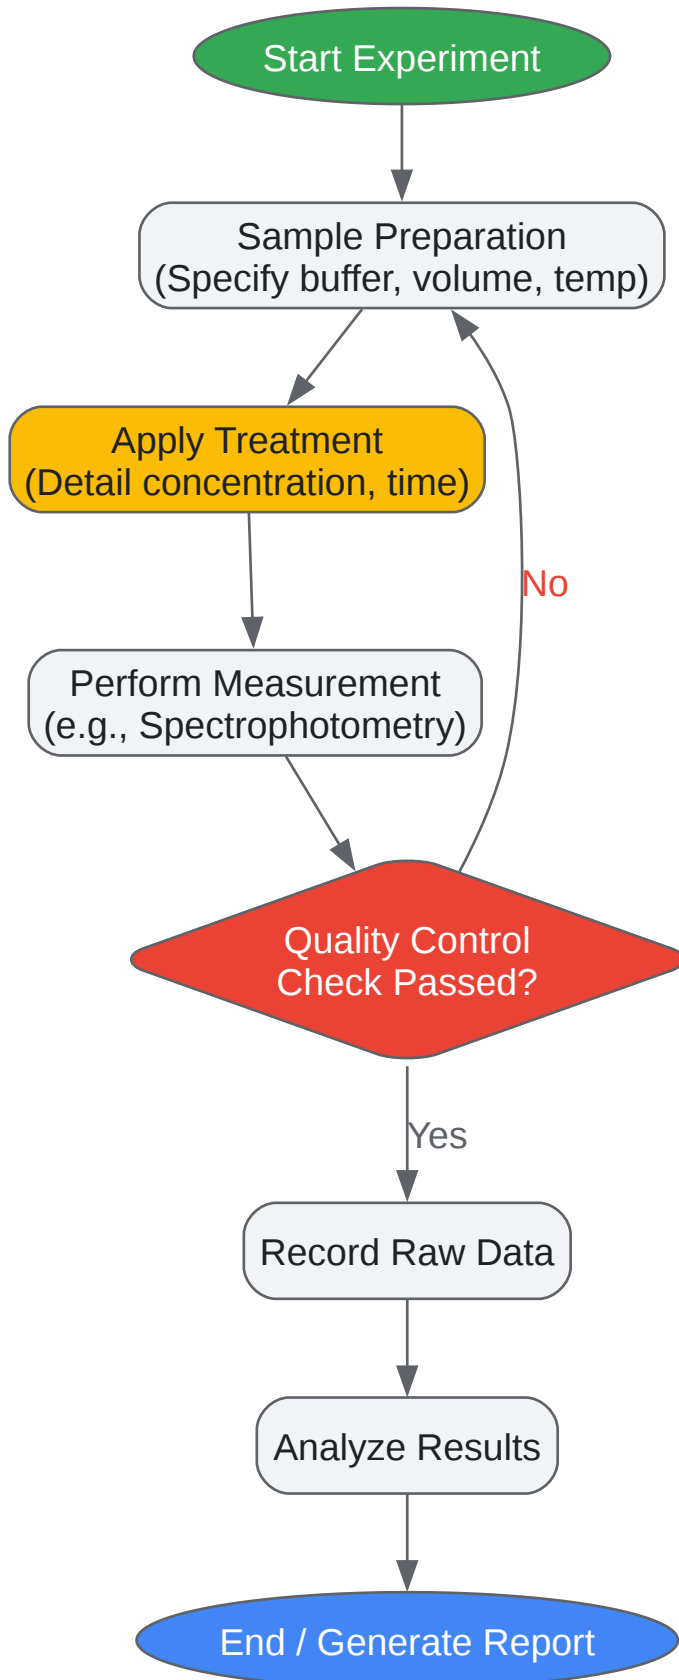 Start Experiment
Sample Preparation
(Specify buffer, volume, temp)
Apply Treatment
(Detail concentration, time)
No
Perform Measurement
(e.g., Spectrophotometry)
Quality Control
Check Passed?
Yes
Record Raw Data
Analyze Results
End / Generate Report